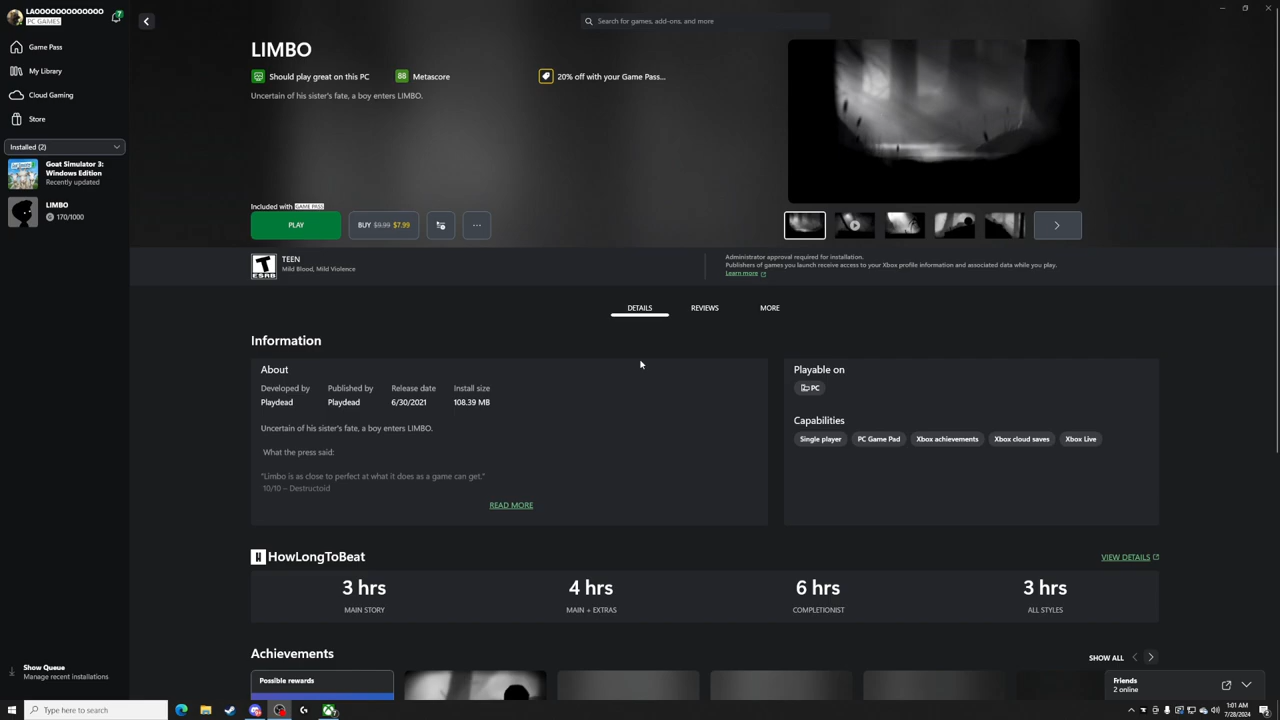 LAOOOOOOOOOOOOO
PC GAMES
Game Pass
My Library
Cloud Gaming
Store
Installed (2)
Goat Simulator 3:
Windows Edition
Recently updated
LIMBO
170/1000
Show Queue
Manage recent installations
Search for games, add-ons, and more
LIMBO
Should play great on this PC
88 Metascore
20% off with your Game Pass...
Uncertain of his sister's fate, a boy enters LIMBO.
Included with GAME PASS
PLAY
BUY $9.99 $7.99
...
T
ESRB
TEEN
Mild Blood, Mild Violence
Administrator approval required for installation.
Publishers of games you launch receive access to your Xbox profile information and associated data while you play.
Learn more
DETAILS
REVIEWS
MORE
Information
About
Developed by Published by Release date Install size
Playdead Playdead 6/30/2021 108.39 MB
Uncertain of his sister's fate, a boy enters LIMBO.
What the press said:
"Limbo is as close to perfect at what it does as a game can get."
10/10 – Destructoid
READ MORE
Playable on
PC
Capabilities
Single player PC Game Pad Xbox achievements Xbox cloud saves Xbox Live
HowLongToBeat
VIEW DETAILS
3 hrs 4 hrs 6 hrs 3 hrs
MAIN STORY MAIN + EXTRAS COMPLETIONIST ALL STYLES
Achievements
SHOW ALL
Possible rewards
Friends
2 online
Type here to search
1:01 AM
7/28/2024